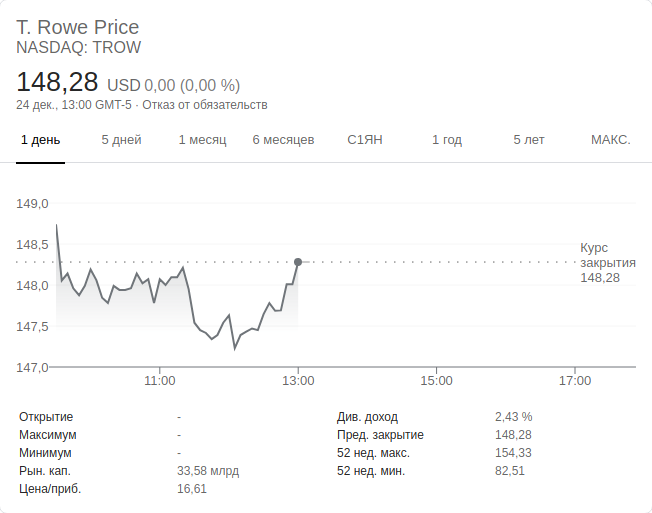 T. Rowe Price
NASDAQ: TROW
148,28 USD 0,00 (0,00 %)
24 дек., 13:00 GMT-5 · Отказ от обязательств
1 день 5 дней 1 месяц 6 месяцев С1ЯН 1 год 5 лет МАКС.
149,0
148,5
148,0
147,5
147,0
Курс
закрытия
148,28
11:00 13:00 15:00 17:00
Открытие - Див. доход 2,43 %
Максимум - Пред. закрытие 148,28
Минимум - 52 нед. макс. 154,33
Рын. кап. 33,58 млрд 52 нед. мин. 82,51
Цена/приб. 16,61